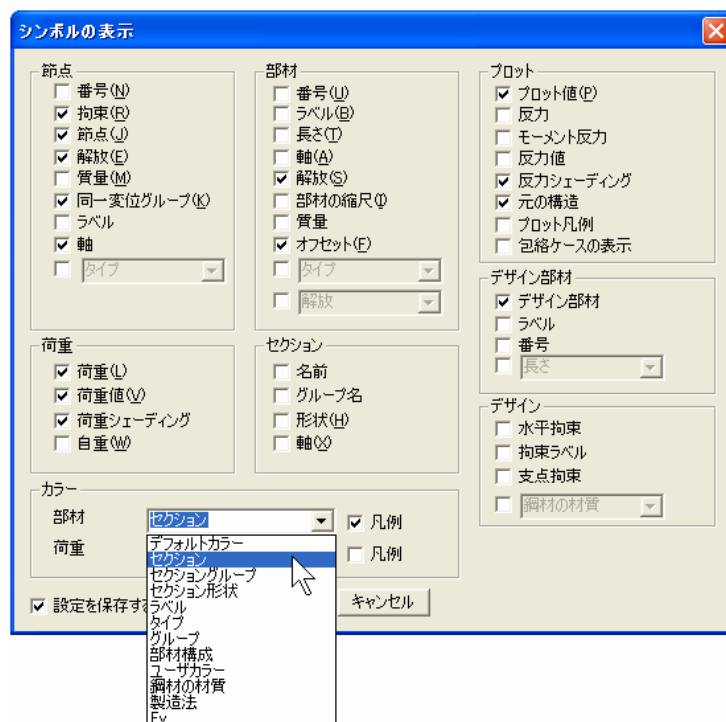 シンボルの表示
節点
番号(N)
拘束(R)
節点(J)
解放(E)
質量(M)
同一変位グループ(K)
ラベル
軸
タイプ
部材
番号(U)
ラベル(B)
長さ(T)
軸(A)
解放(S)
部材の縮尺(I)
質量
オフセット(F)
タイプ
解放
プロット
プロット値(P)
反力
モーメント反力
反力値
反力シェーディング
元の構造
プロット凡例
包絡ケースの表示
デザイン部材
デザイン部材
ラベル
番号
長さ
荷重
荷重(L)
荷重値(V)
荷重シェーディング
自重(W)
セクション
名前
グループ名
形状(H)
軸(X)
デザイン
水平拘束
拘束ラベル
支点拘束
鋼材の材質
カラー
部材
セクション
凡例
荷重
凡例
デフォルトカラー
セクション
セクショングループ
セクション形状
ラベル
タイプ
グループ
部材構成
ユーザカラー
鋼材の材質
製造法
Fy
設定を保存す
キャンセル